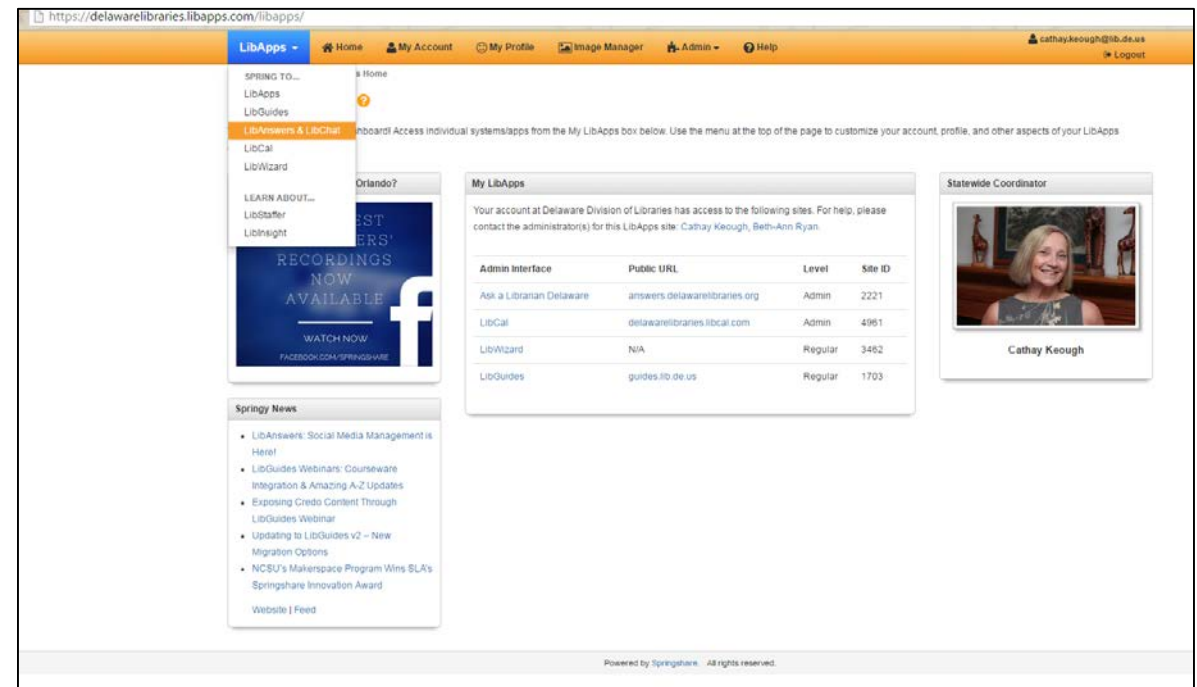 https://delawarelibraries.libapps.com/libapps/
LibApps
Home
My Account
My Profile
Image Manager
Admin
Help
cathay.keough@lib.de.us
Logout
SPRING TO...
LibApps
LibGuides
LibAnswers & LibChat
LibCal
LibWizard
LEARN ABOUT...
LibStaffer
LibInsight
s Home
?
hboard! Access individual systems/apps from the My LibApps box below. Use the menu at the top of the page to customize your account, profile, and other aspects of your LibApps
Orlando?
EST
ERS'
RECORDINGS
NOW
AVAILABLE
WATCH NOW
FACEBOOK.COM/SPRINGSHARE
f
Springy News
LibAnswers: Social Media Management is
Here!
LibGuides Webinars: Courseware
Integration & Amazing A-Z Updates
Exposing Credo Content Through
LibGuides Webinar
Updating to LibGuides v2 – New
Migration Options
NCSU's Makerspace Program Wins SLA's
Springshare Innovation Award
Website | Feed
My LibApps
Your account at Delaware Division of Libraries has access to the following sites. For help, please
contact the administrator(s) for this LibApps site: Cathay Keough, Beth-Ann Ryan.
Admin Interface Public URL Level Site ID
Ask a Librarian Delaware answers.delawarelibraries.org Admin 2221
LibCal delawarelibraries.libcal.com Admin 4961
LibWizard N/A Regular 3462
LibGuides guides.lib.de.us Regular 1703
Statewide Coordinator
Cathay Keough
Powered by Springshare. All rights reserved.